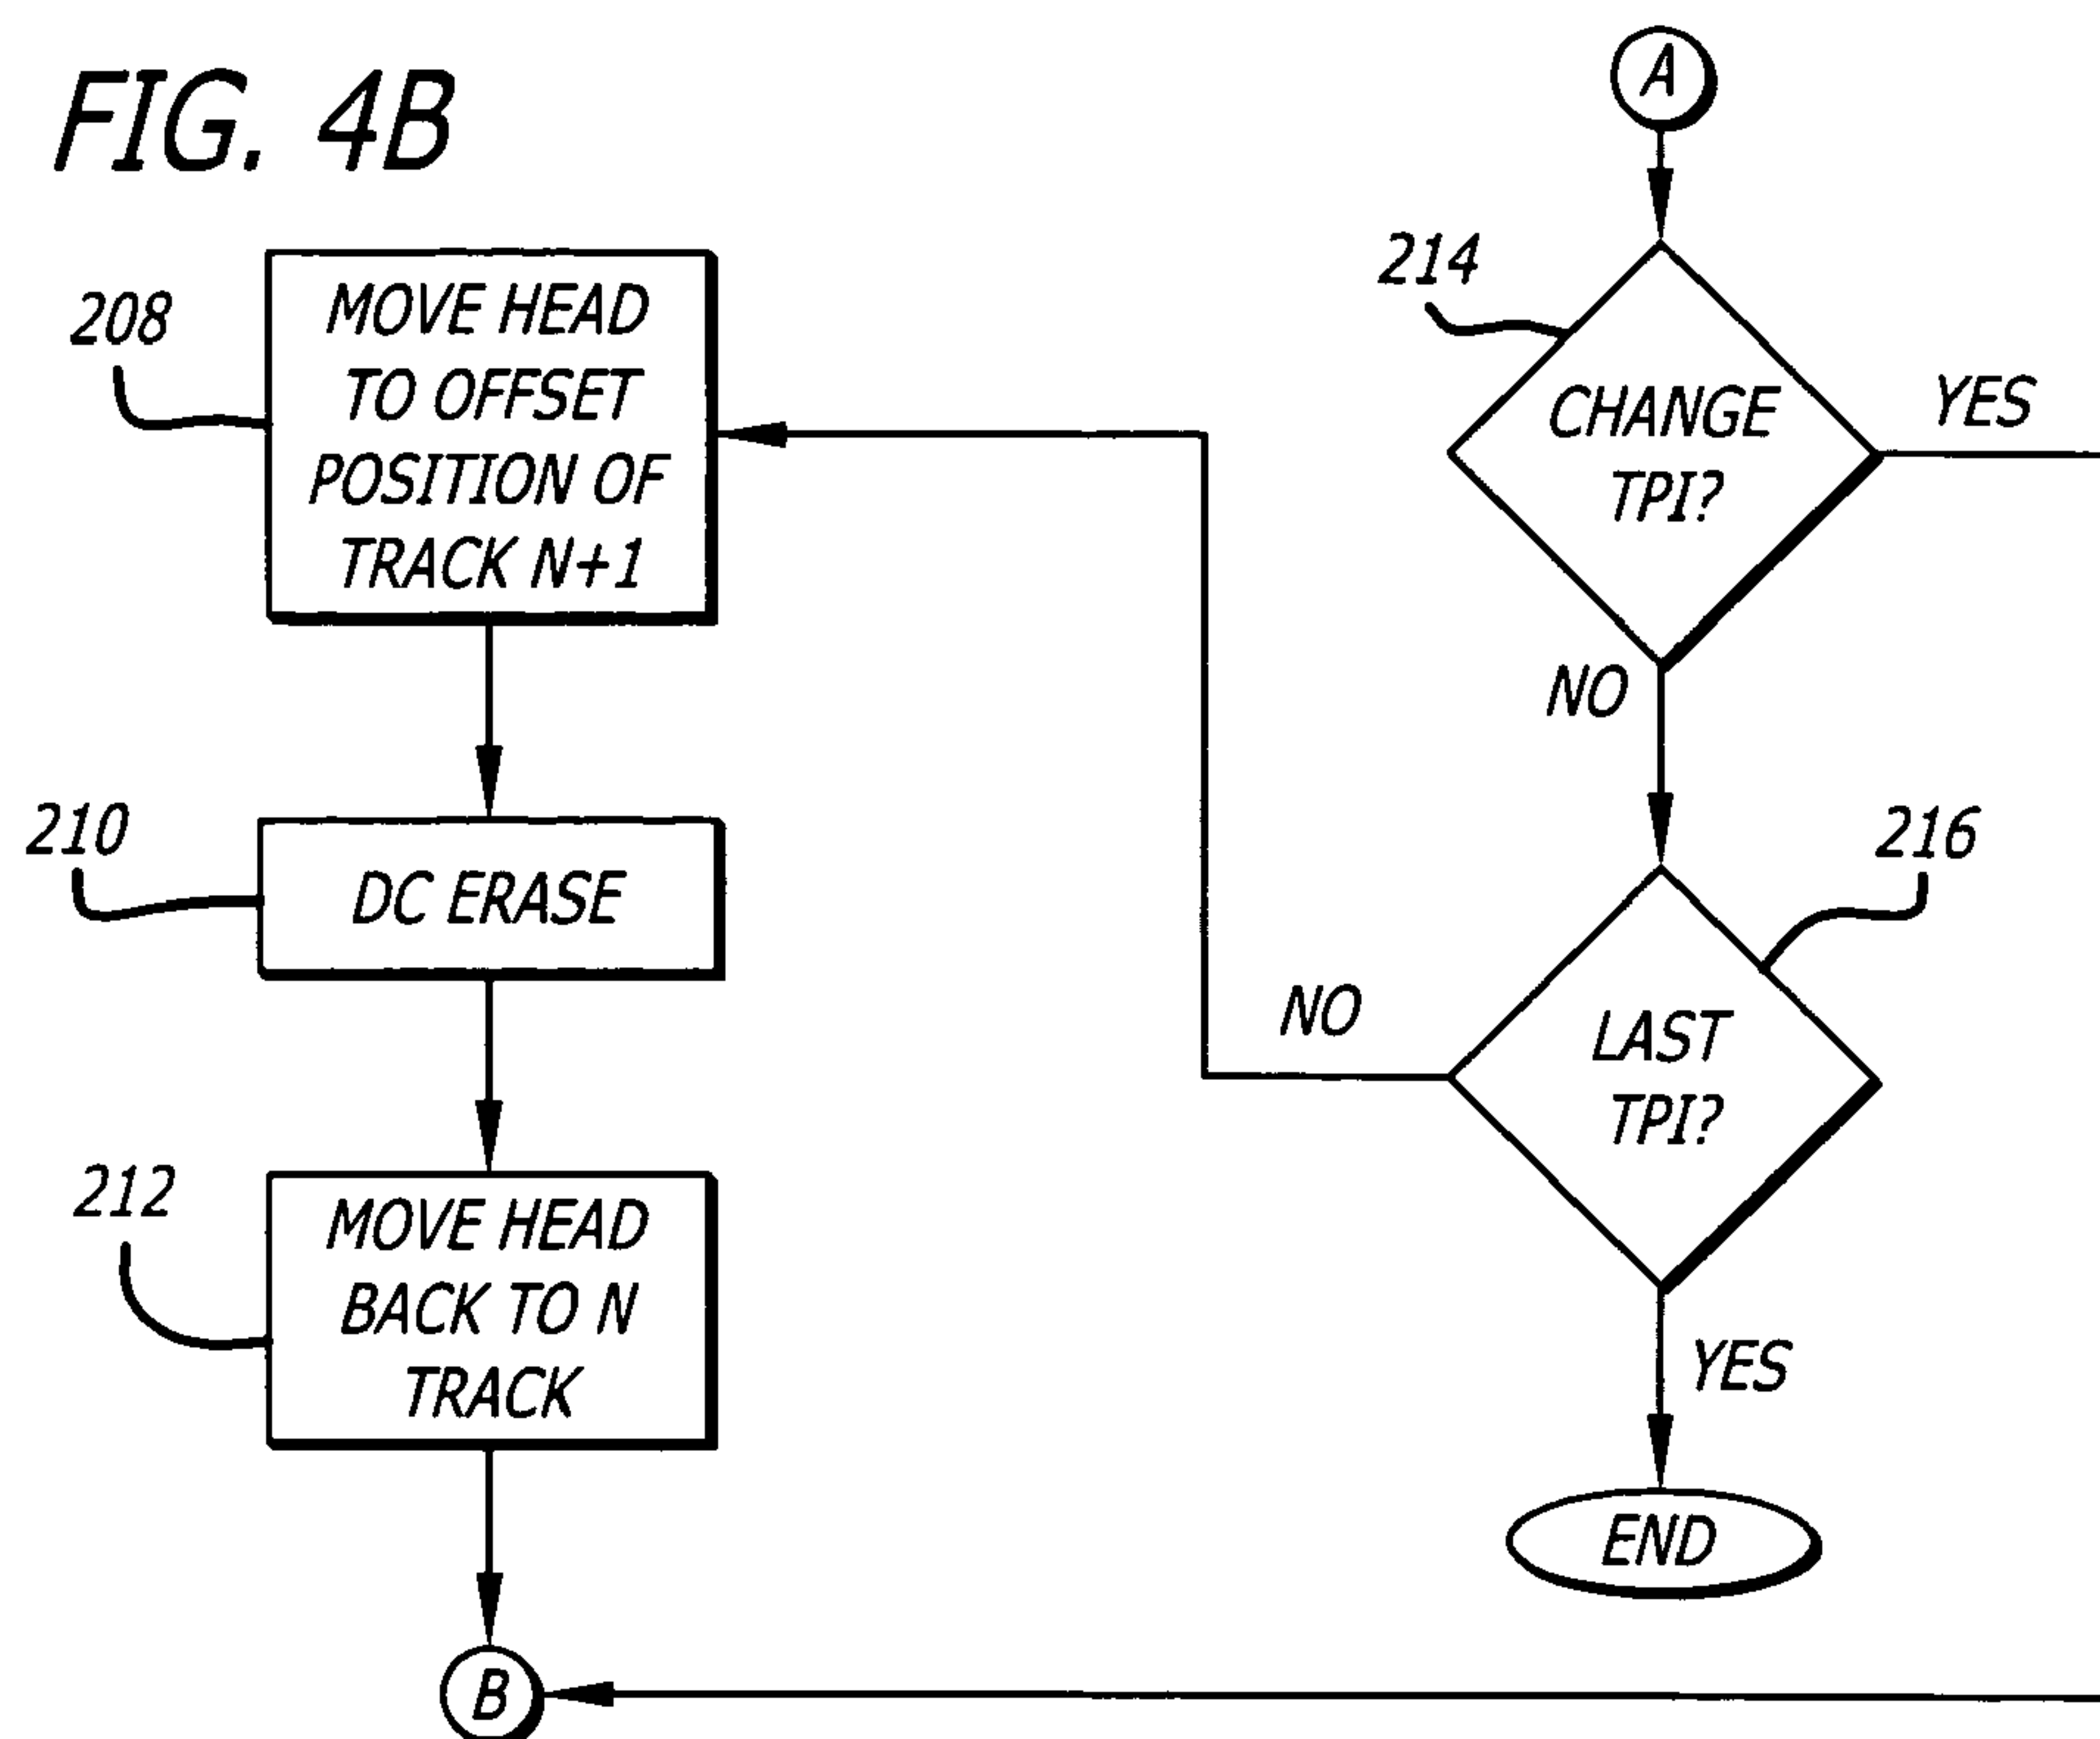 FIG. 4B
208
MOVE HEAD
TO OFFSET
POSITION OF
TRACK N+1
210
DC ERASE
212
MOVE HEAD
BACK TO N
TRACK
B
A
214
CHANGE
TPI?
YES
NO
216
LAST
TPI?
NO
YES
END